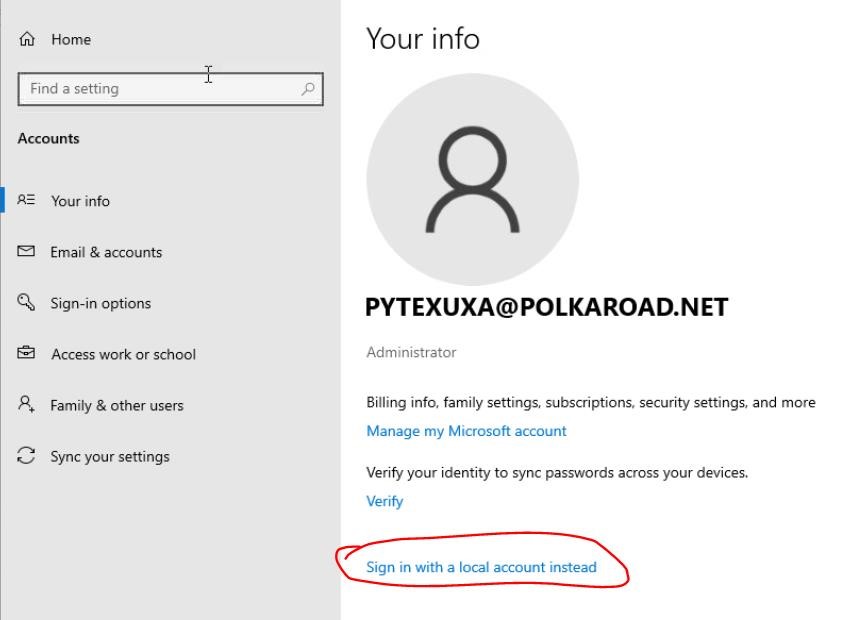 Home
Find a setting
Accounts
Your info
Email & accounts
Sign-in options
Access work or school
Family & other users
Sync your settings
Your info
PYTEXUXA@POLKAROAD.NET
Administrator
Billing info, family settings, subscriptions, security settings, and more
Manage my Microsoft account
Verify your identity to sync passwords across your devices.
Verify
Sign in with a local account instead